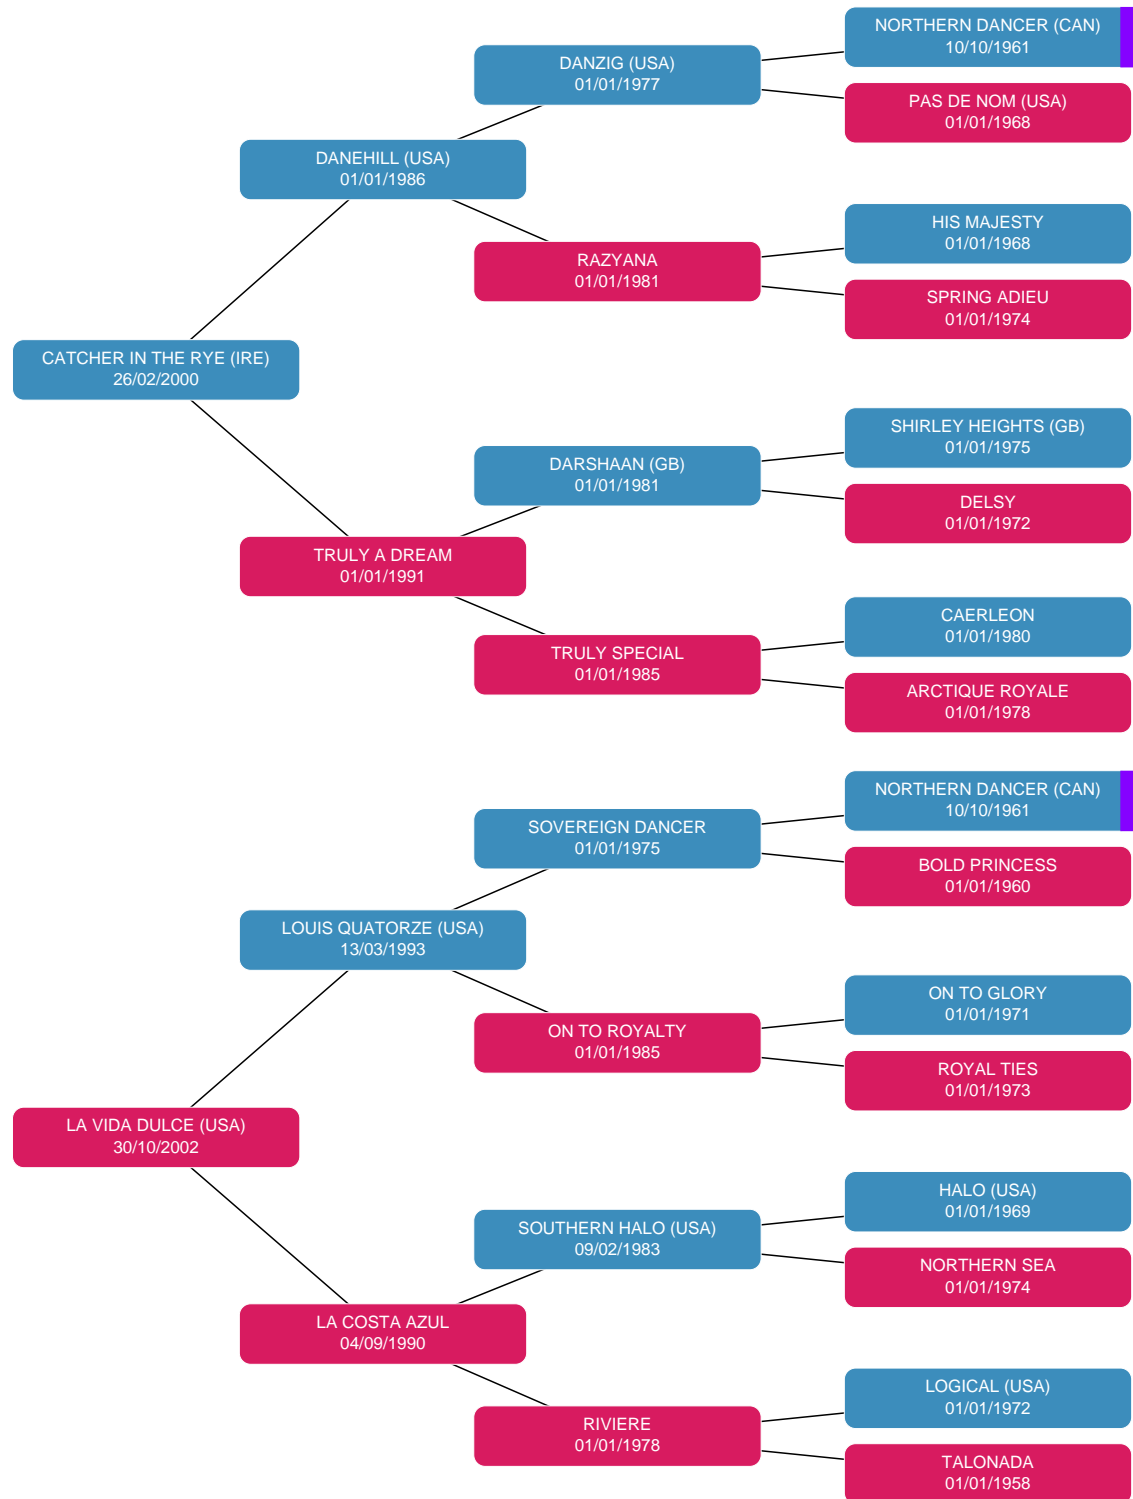 NORTHERN DANCER (CAN)
10/10/1961
DANZIG (USA)
01/01/1977
PAS DE NOM (USA)
01/01/1968
DANEHILL (USA)
01/01/1986
HIS MAJESTY
01/01/1968
RAZYANA
01/01/1981
SPRING ADIEU
01/01/1974
CATCHER IN THE RYE (IRE)
26/02/2000
SHIRLEY HEIGHTS (GB)
01/01/1975
DARSHAAN (GB)
01/01/1981
DELSY
01/01/1972
TRULY A DREAM
01/01/1991
CAERLEON
01/01/1980
TRULY SPECIAL
01/01/1985
ARCTIQUE ROYALE
01/01/1978
NORTHERN DANCER (CAN)
10/10/1961
SOVEREIGN DANCER
01/01/1975
BOLD PRINCESS
01/01/1960
LOUIS QUATORZE (USA)
13/03/1993
ON TO GLORY
01/01/1971
ON TO ROYALTY
01/01/1985
ROYAL TIES
01/01/1973
LA VIDA DULCE (USA)
30/10/2002
HALO (USA)
01/01/1969
SOUTHERN HALO (USA)
09/02/1983
NORTHERN SEA
01/01/1974
LA COSTA AZUL
04/09/1990
LOGICAL (USA)
01/01/1972
RIVIERE
01/01/1978
TALONADA
01/01/1958